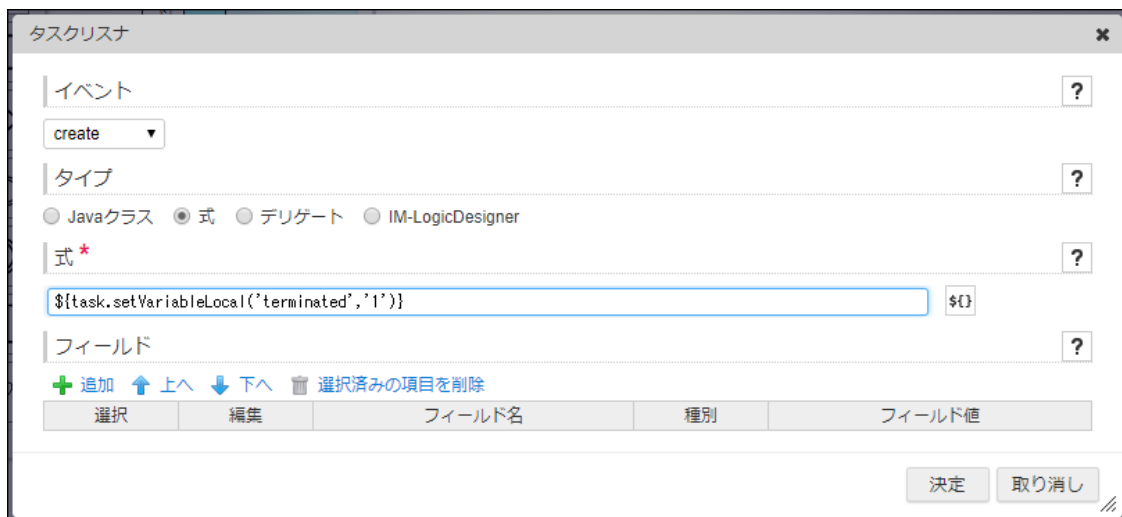 タスクリスナ ✖
イベント ?
create ▼
タイプ ?
Javaクラス 式 デリゲート IM-LogicDesigner
式* ?
${task.setVariableLocal('terminated','1')} ${}
フィールド ?
追加 上へ 下へ 選択済みの項目を削除
選択 編集 フィールド名 種別 フィールド値
決定 取り消し